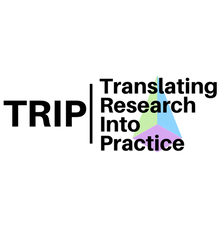 TRIP
Translating
Research
Into
Practice